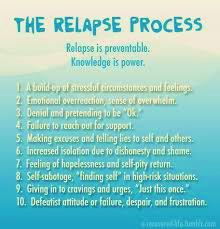 THE RELAPSE PROCESS
Relapse is preventable.
Knowledge is power.
1. A build-up of stressful circumstances and feelings.
2. Emotional overreaction, sense of overwhelm.
3. Denial and pretending to be "Ok."
4. Failure to reach out for support.
5. Making excuses and telling lies to self and others.
6. Increased isolation due to dishonesty and shame.
7. Feeling of hopelessness and self-pity return.
8. Self-sabotoge, "finding self" in high-risk situations.
9. Giving in to cravings and urges, "Just this once."
10. Defeatist attitude or failure, despair, and frustration.